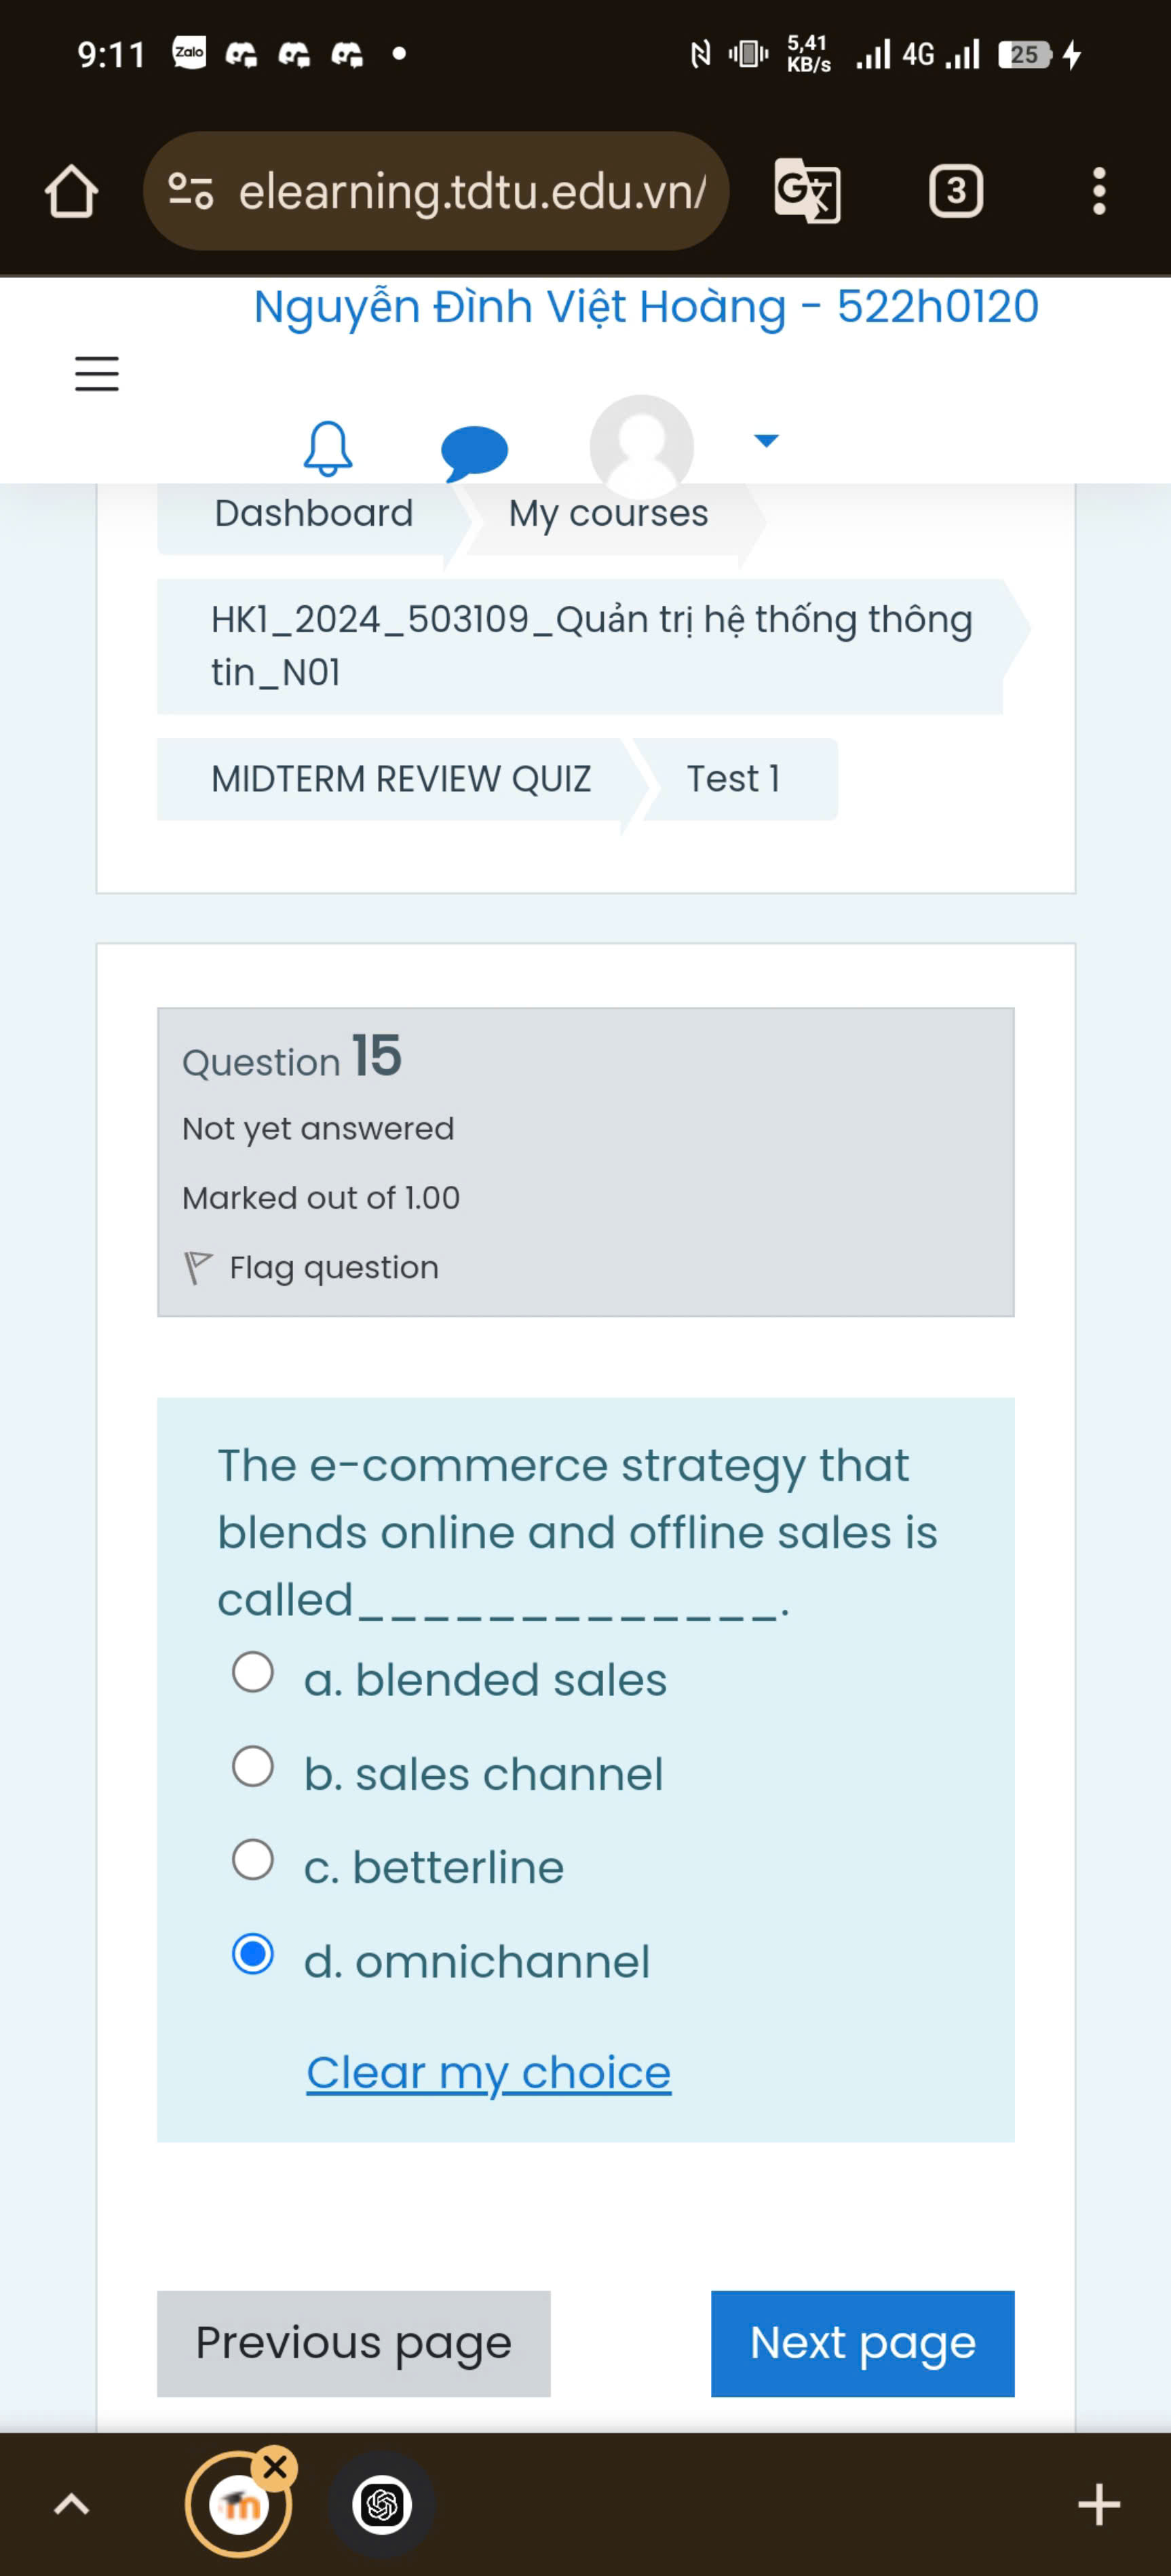 9:11 Zalo 5,41 KB/s 4G 25
elearning.tdtu.edu.vn/ 3
Nguyễn Đình Việt Hoàng - 522h0120
Dashboard My courses
HK1_2024_503109_Quản trị hệ thống thông
tin_N01
MIDTERM REVIEW QUIZ Test 1
Question 15
Not yet answered
Marked out of 1.00
Flag question
The e-commerce strategy that
blends online and offline sales is
called_____________.
a. blended sales
b. sales channel
c. betterline
d. omnichannel
Clear my choice
Previous page Next page